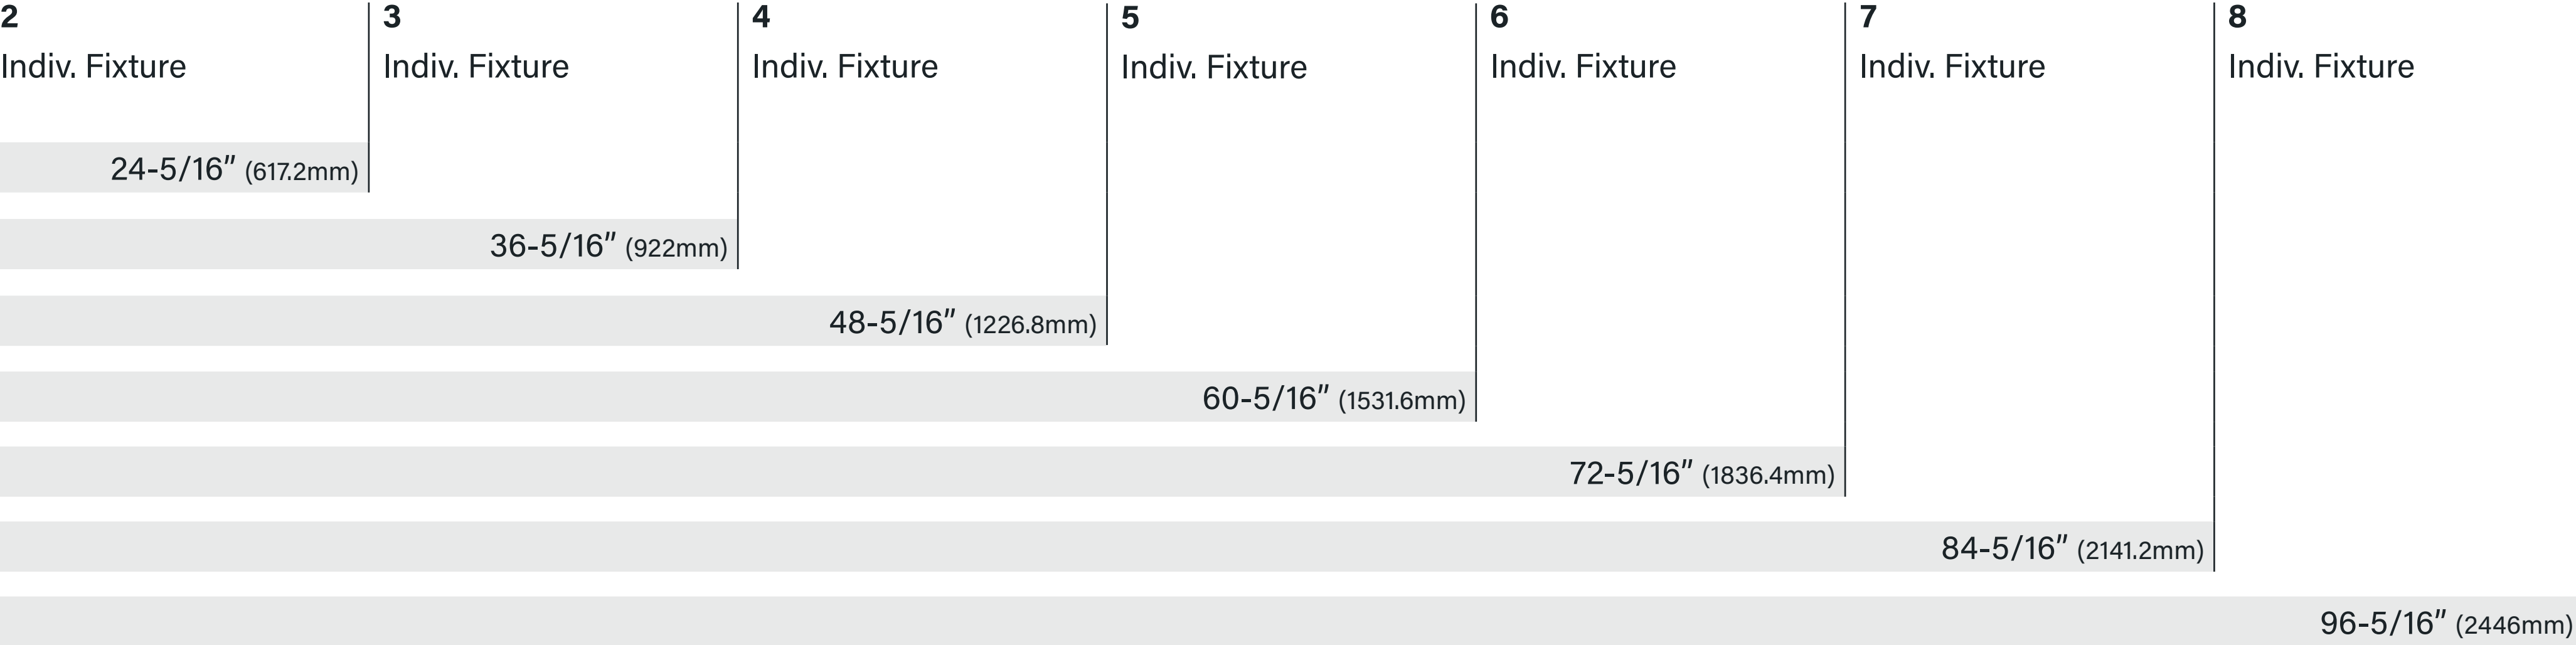 2 3 4 5 6 7 8
Indiv. Fixture Indiv. Fixture Indiv. Fixture Indiv. Fixture Indiv. Fixture Indiv. Fixture Indiv. Fixture
24-5/16” (617.2mm)
36-5/16” (922mm)
48-5/16” (1226.8mm)
60-5/16” (1531.6mm)
72-5/16” (1836.4mm)
84-5/16” (2141.2mm)
96-5/16” (2446mm)